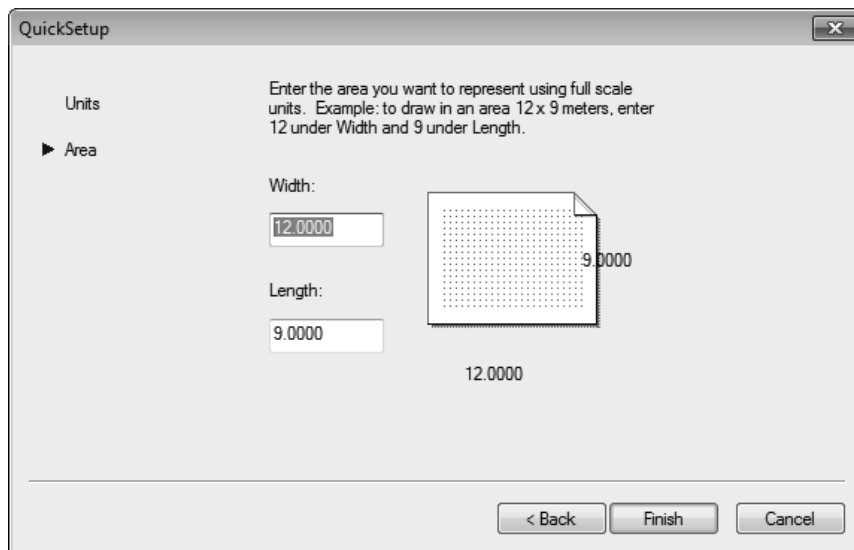 QuickSetup
Units
Area
Enter the area you want to represent using full scale
units. Example: to draw in an area 12 x 9 meters, enter
12 under Width and 9 under Length.
Width:
12.0000
Length:
9.0000
9.0000
12.0000
< Back
Finish
Cancel